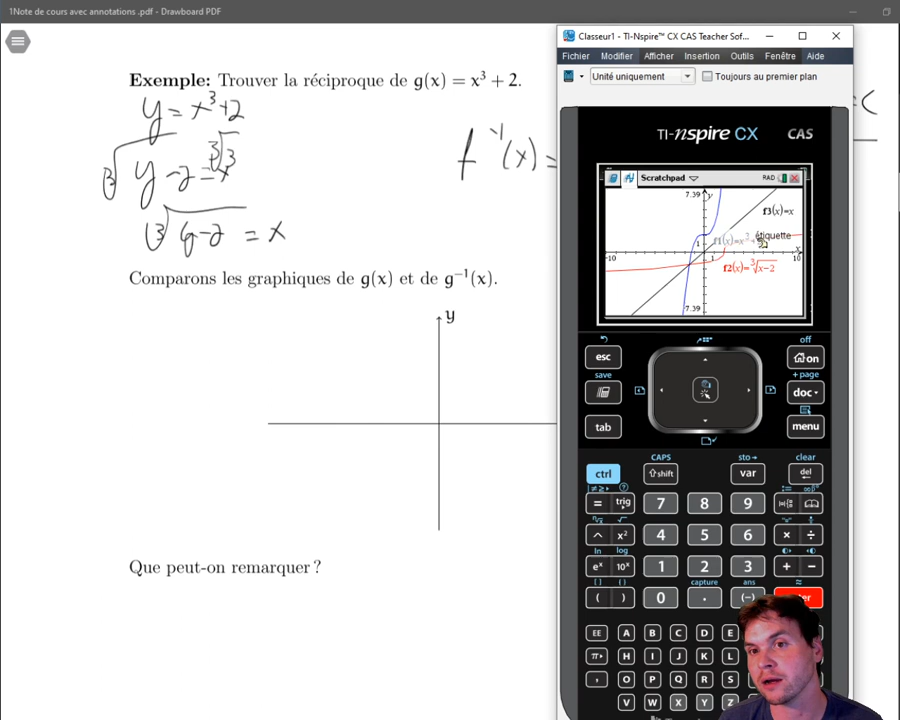 1Note de cours avec annotations .pdf - Drawboard PDF
Exemple: Trouver la réciproque de g(x) = x³ + 2.
y = x³+2
∛y-2 = ∛x³
∛y-2 = x
f⁻¹(x) =
Comparons les graphiques de g(x) et de g⁻¹(x).
y
Que peut-on remarquer ?
Classeur1 - TI-Nspire™ CX CAS Teacher Sof...
Fichier Modifier Afficher Insertion Outils Fenêtre Aide
Unité uniquement Toujours au premier plan
TI-nspire CX CAS
Scratchpad RAD
7.39 y
f3(x)=x
f1(x)=x³+ étiquette
1
x
-10 1 10
f2(x)=∛x-2
-7.39
off
esc on
save + page
doc
tab menu
CAPS sto→ clear
ctrl shift var del
= trig 7 8 9
√
^ x² 4 5 6 × ÷
ln log
eˣ 10ˣ 1 2 3 + −
[ ] { } capture ans ≈
( ) 0 . (−)
EE A B C D E
π H I J K L
, O P Q R S
V W X Y Z